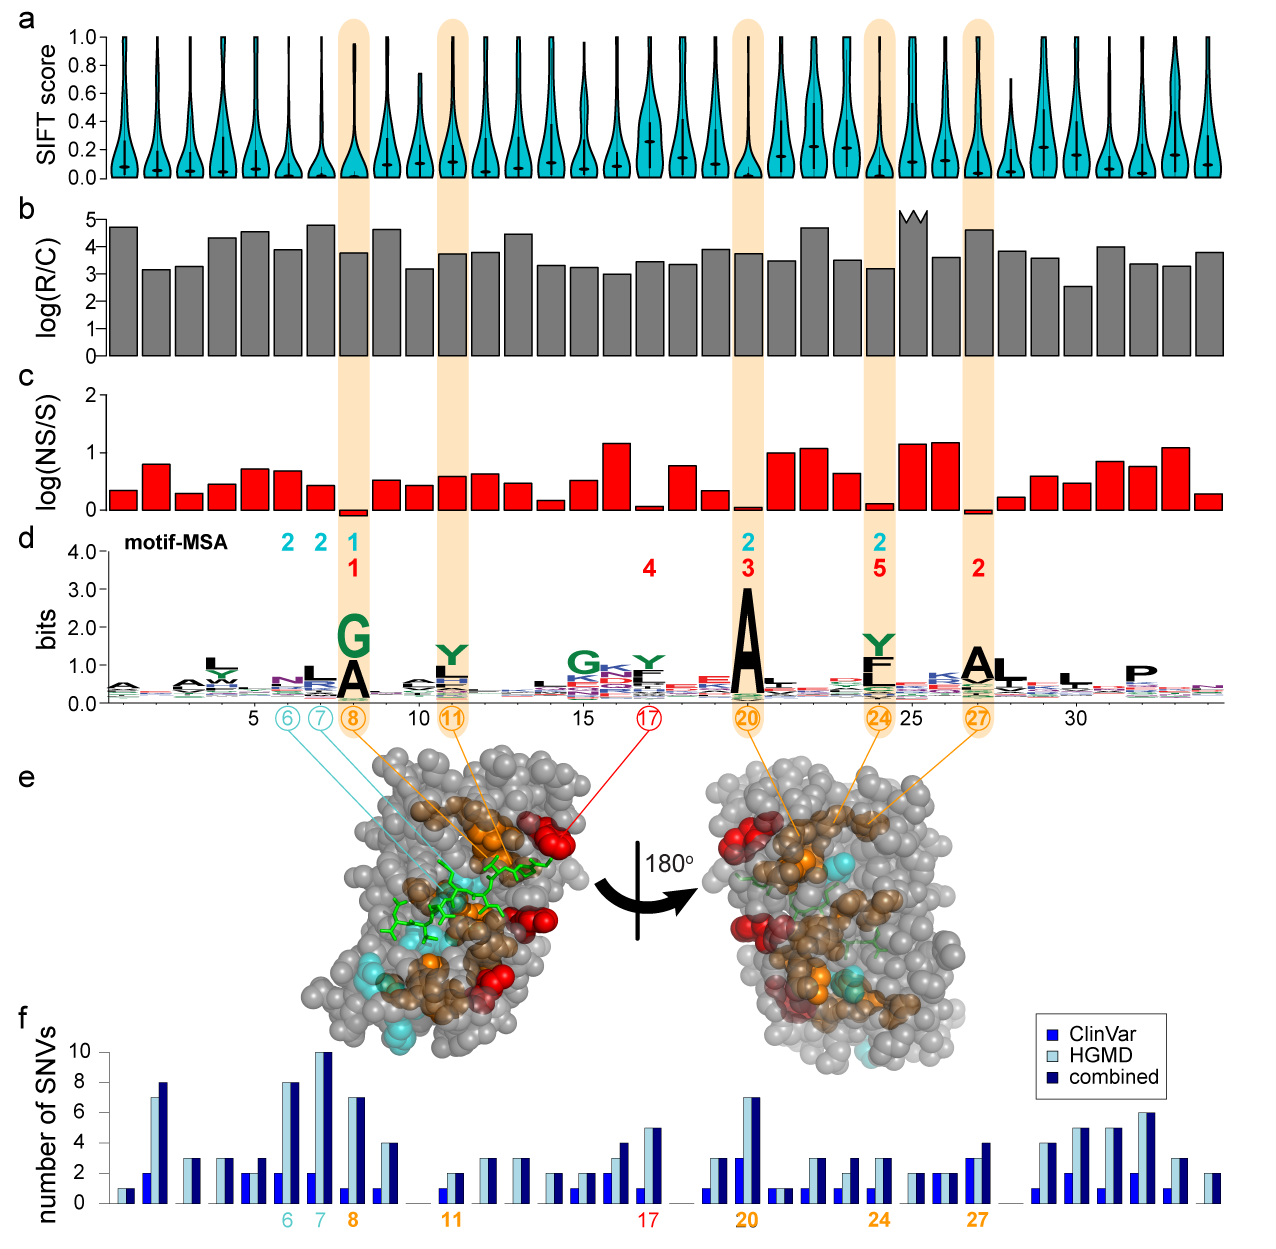 a
SIFT score
1.0
0.8
0.6
0.4
0.2
0.0
b
log(R/C)
5
4
3
2
1
0
c
log(NS/S)
2
1
0
d
motif-MSA
2 2 1 2 2
1 4 3 5 2
bits
4.0
3.0
2.0
1.0
0.0
G
A
Y
G
Y
A
Y
F
A
L
P
5 6 7 8 10 11 15 17 20 24 25 27 30
e
180o
f
number of SNVs
10
8
6
4
2
0
ClinVar
HGMD
combined
6 7 8 11 17 20 24 27